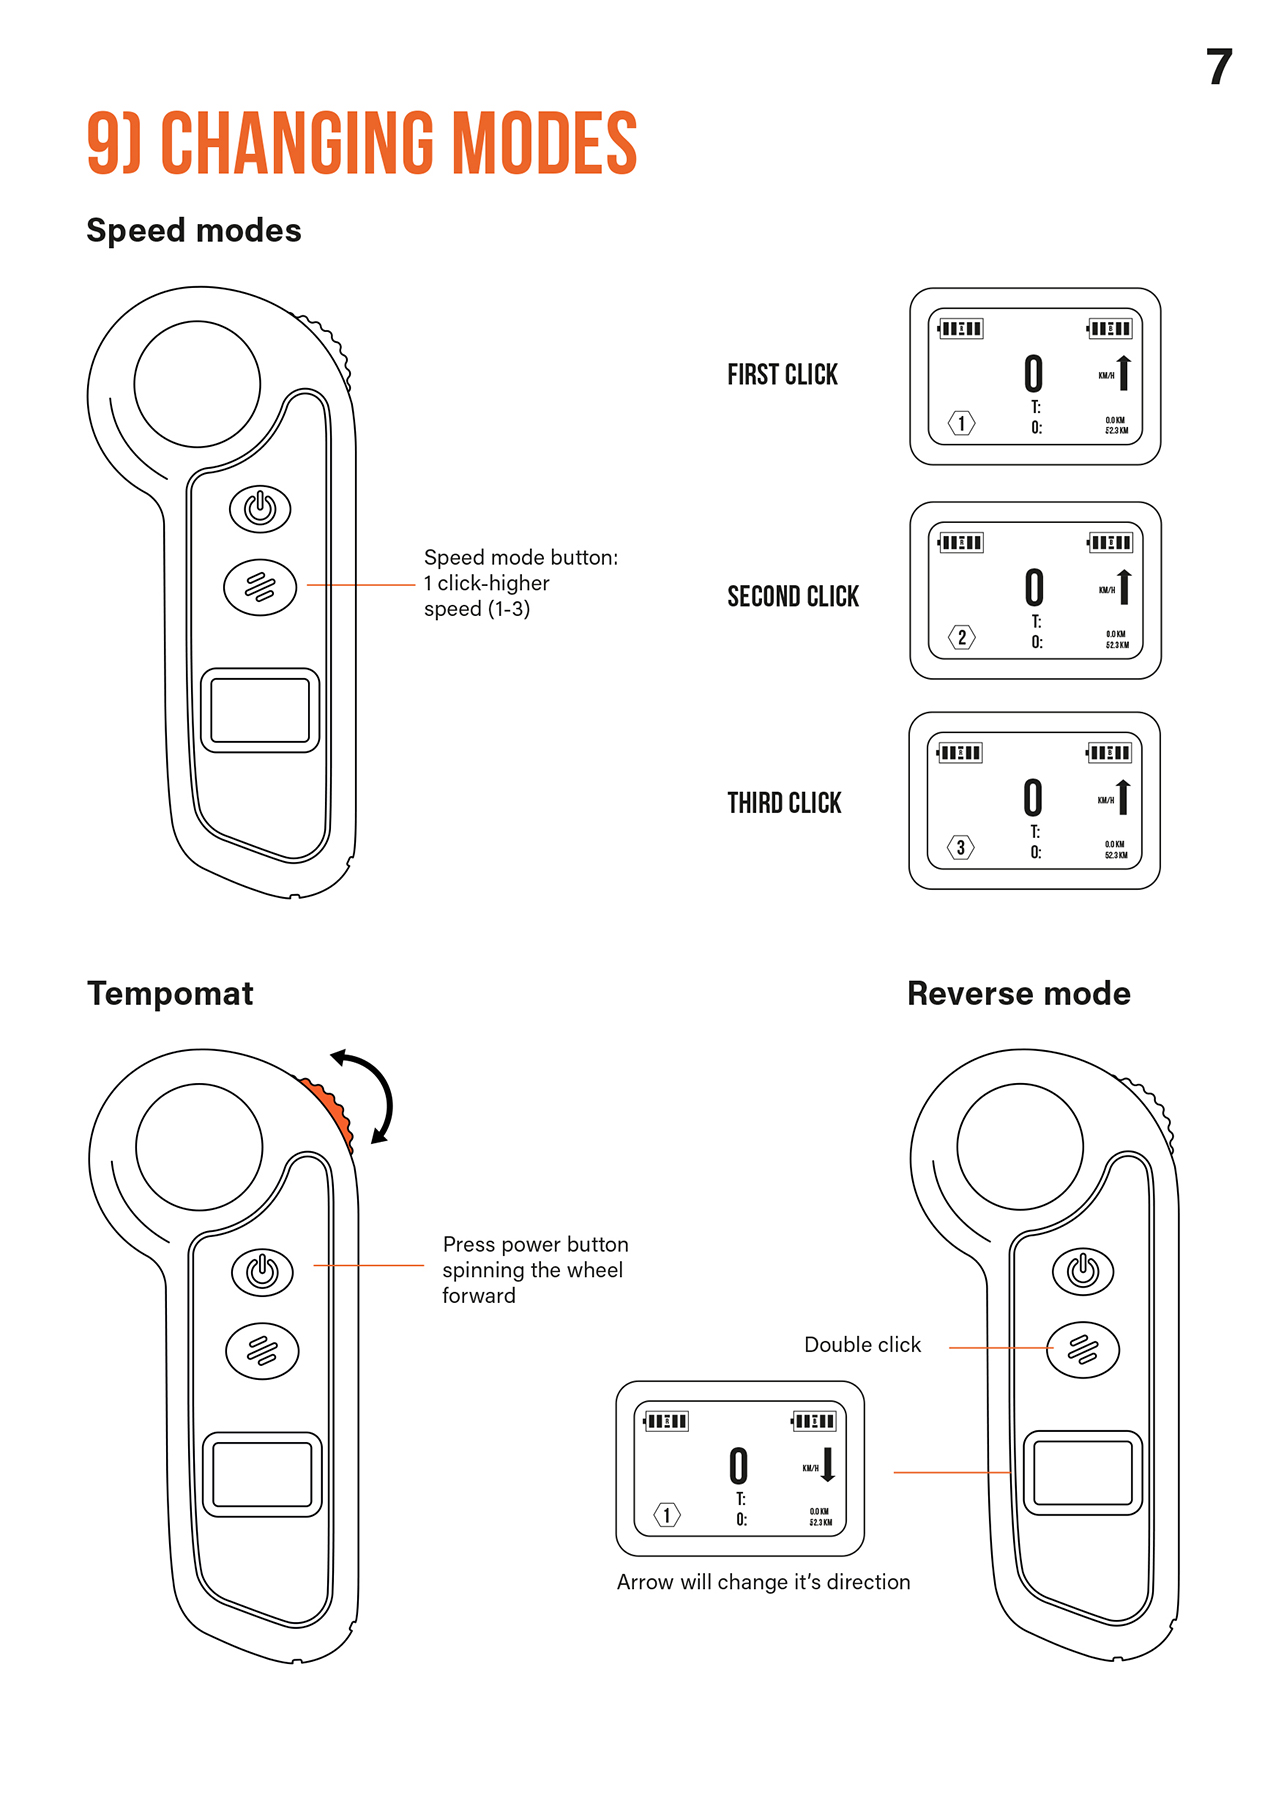 7
9) CHANGING MODES
Speed modes
Speed mode button:
1 click-higher
speed (1-3)
FIRST CLICK
0
KM/H
T:
0:
1
0.0 KM
52.3 KM
SECOND CLICK
0
KM/H
T:
0:
2
0.0 KM
52.3 KM
THIRD CLICK
0
KM/H
T:
0:
3
0.0 KM
52.3 KM
Tempomat
Press power button
spinning the wheel
forward
Reverse mode
Double click
0
KM/H
T:
0:
1
0.0 KM
52.3 KM
Arrow will change it's direction